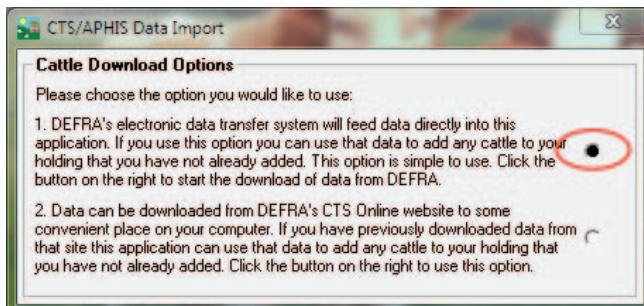 CTS/APHIS Data Import
Cattle Download Options
Please choose the option you would like to use:
1. DEFRA's electronic data transfer system will feed data directly into this
application. If you use this option you can use that data to add any cattle to your
holding that you have not already added. This option is simple to use. Click the
button on the right to start the download of data from DEFRA.
2. Data can be downloaded from DEFRA's CTS Online website to some
convenient place on your computer. If you have previously downloaded data from
that site this application can use that data to add any cattle to your holding that
you have not already added. Click the button on the right to use this option.